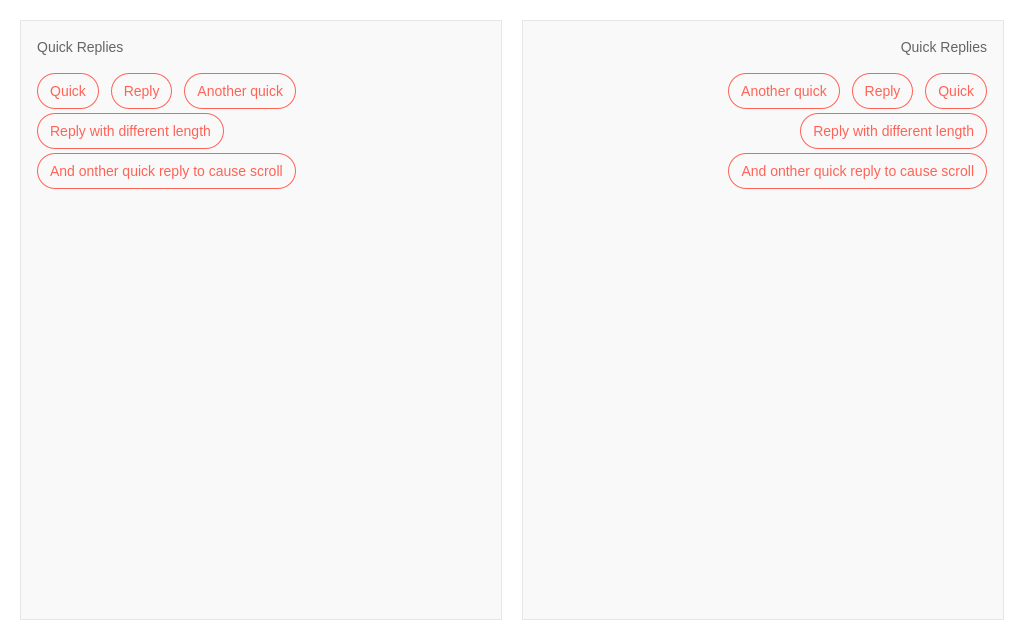 Quick Replies
Quick Reply Another quick
Reply with different length
And onther quick reply to cause scroll
Quick Replies
Another quick Reply Quick
Reply with different length
And onther quick reply to cause scroll